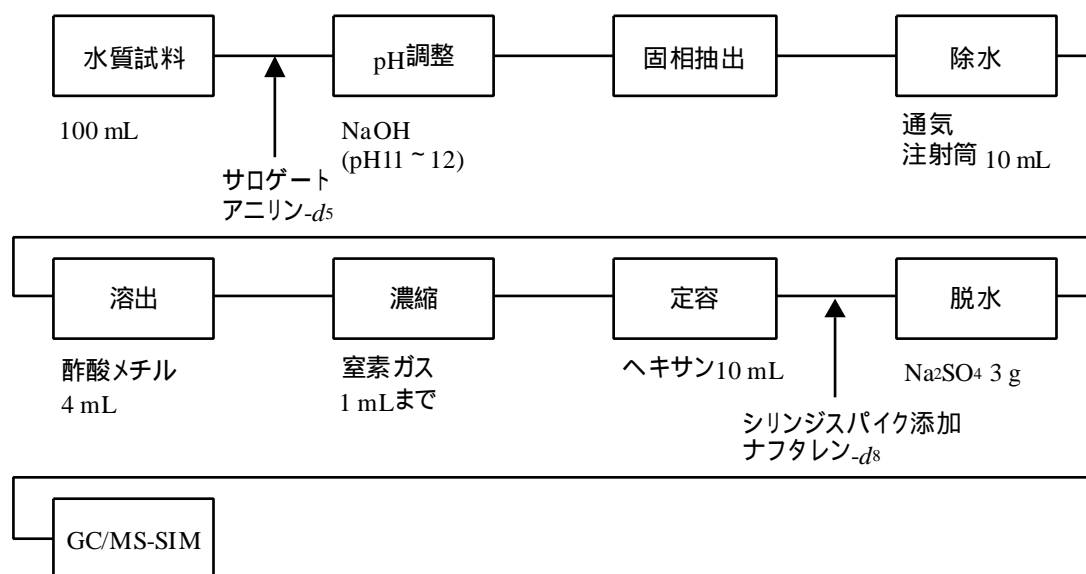 水質試料
pH調整
固相抽出
除水
100 mL
NaOH
(pH11 ~ 12)
通気
注射筒 10 mL
サロゲート
アニリン-d5
溶出
濃縮
定容
脱水
酢酸メチル
4 mL
窒素ガス
1 mLまで
ヘキサン10 mL
Na2SO4 3 g
シリンジスパイク添加
ナフタレン-d8
GC/MS-SIM